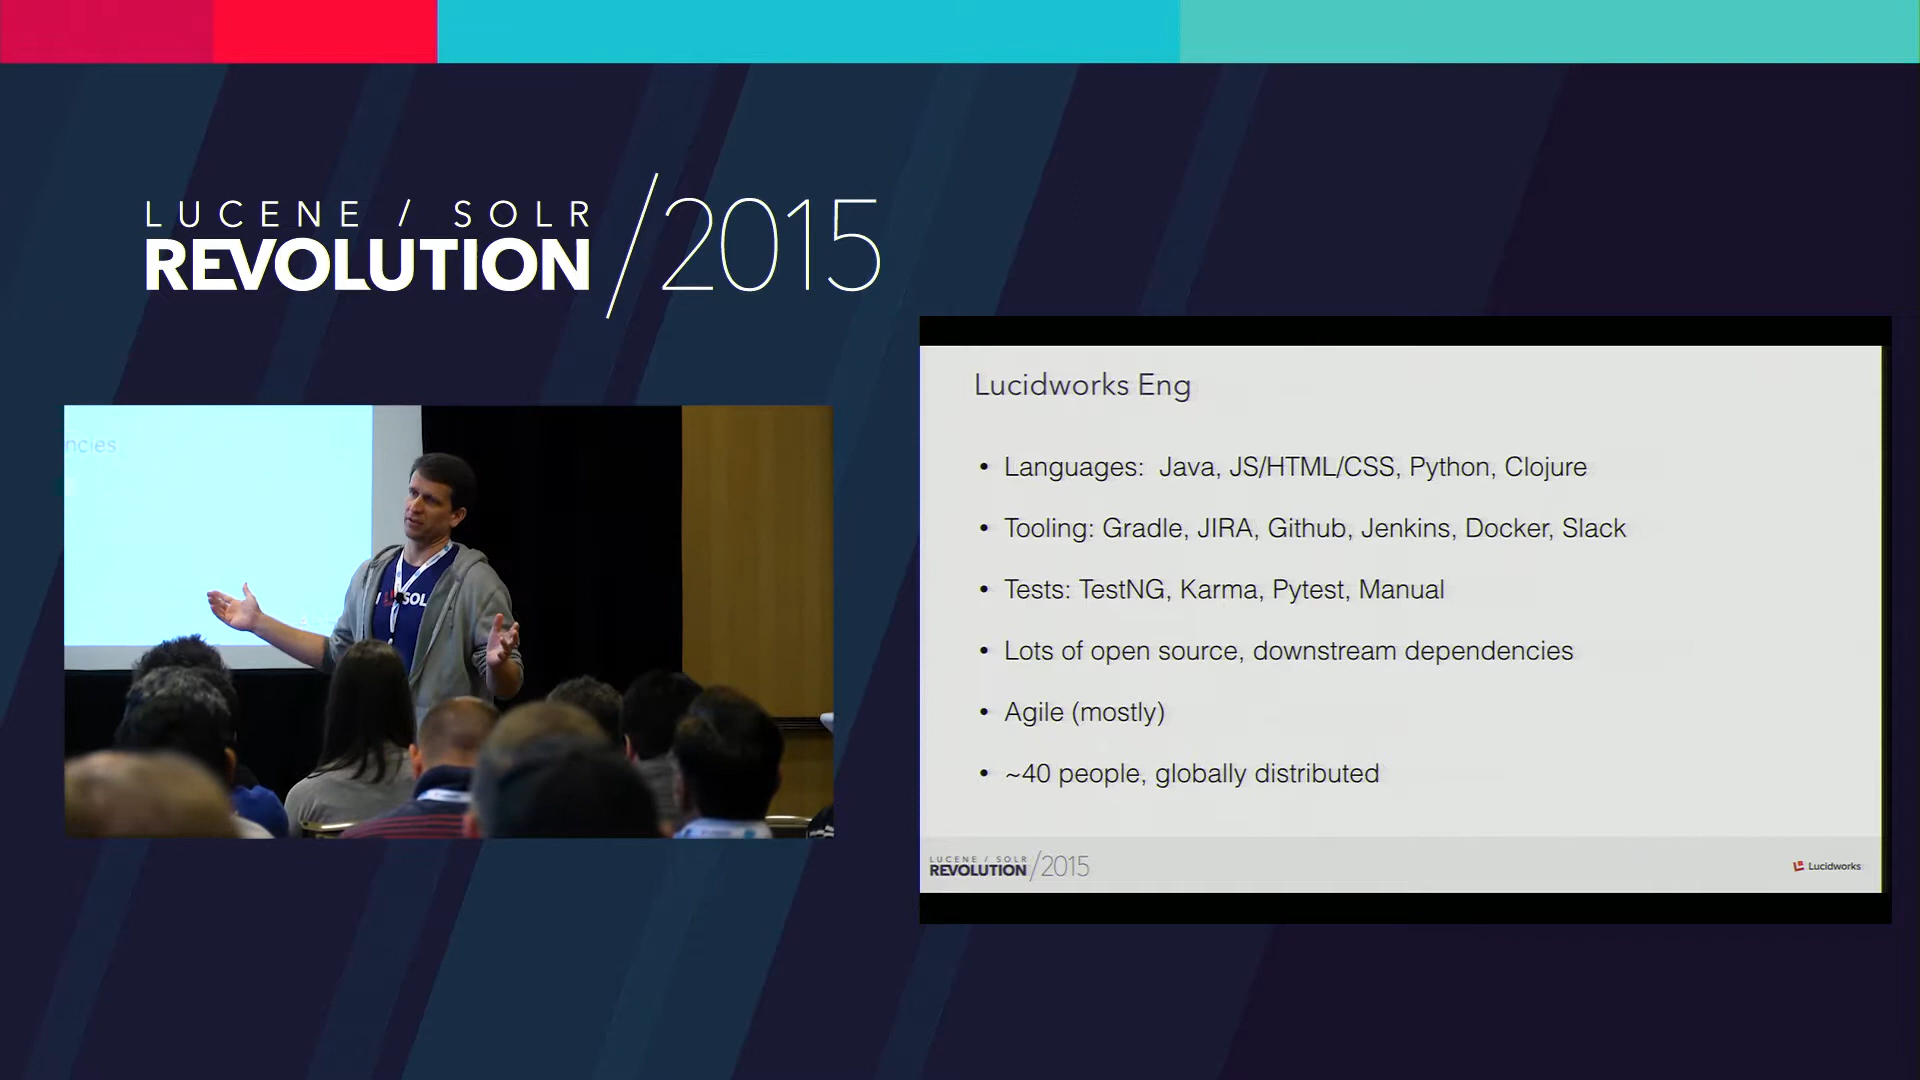 LUCENE / SOLR
REVOLUTION /2015
ncies
I SOL
Lucidworks Eng
• Languages: Java, JS/HTML/CSS, Python, Clojure
• Tooling: Gradle, JIRA, Github, Jenkins, Docker, Slack
• Tests: TestNG, Karma, Pytest, Manual
• Lots of open source, downstream dependencies
• Agile (mostly)
• ~40 people, globally distributed
LUCENE / SOLR
REVOLUTION /2015
Lucidworks